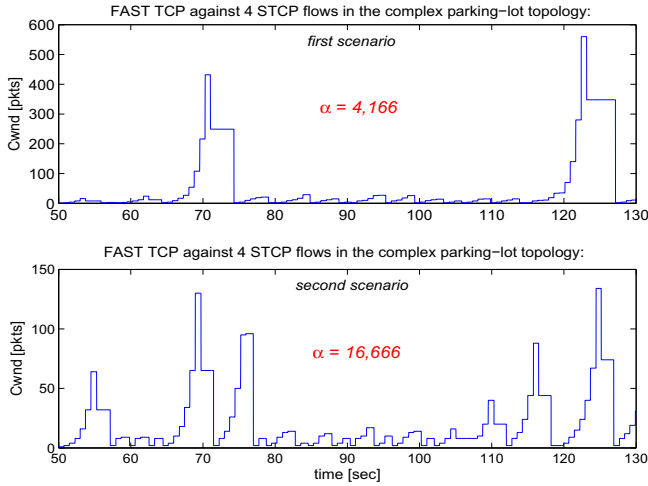 FAST TCP against 4 STCP flows in the complex parking−lot topology:
first scenario
α = 4,166
Cwnd [pkts]
600
500
400
300
200
100
0
50 60 70 80 90 100 110 120 130
FAST TCP against 4 STCP flows in the complex parking−lot topology:
second scenario
α = 16,666
Cwnd [pkts]
150
100
50
0
50 60 70 80 90 100 110 120 130
time [sec]